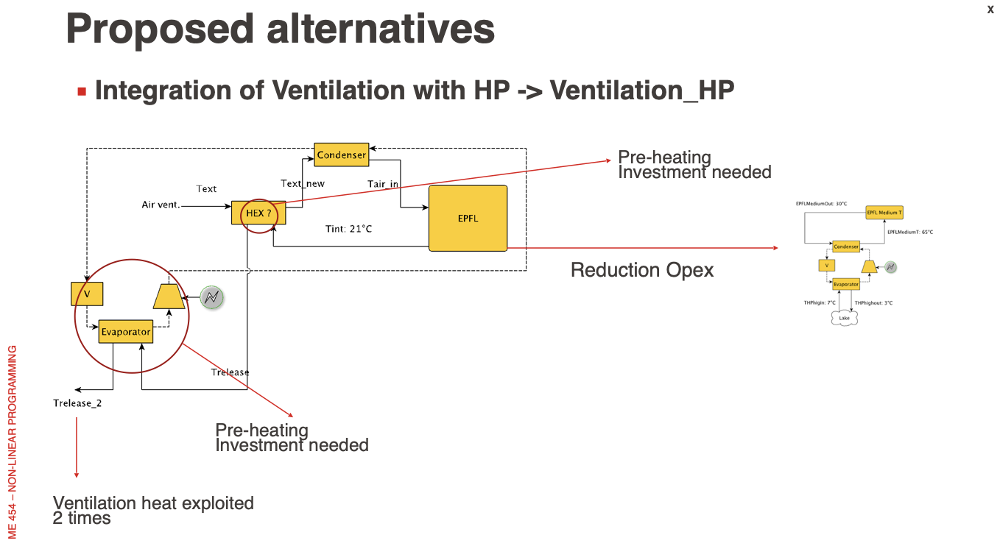 x
Proposed alternatives
Integration of Ventilation with HP -> Ventilation_HP
Condenser
Pre-heating
Investment needed
Text_new
Tair_in
Text
Air vent.
HEX ?
EPFL
Tint: 21°C
Reduction Opex
EPFLMediumOut: 30°C
EPFL Medium T
EPFLMediumT: 65°C
Condenser
V
Evaporator
THPhigin: 7°C
THPhighout: 3°C
Lake
V
Evaporator
Trelease
Trelease_2
Pre-heating
Investment needed
Ventilation heat exploited
2 times
ME 454 – NON-LINEAR PROGRAMMING